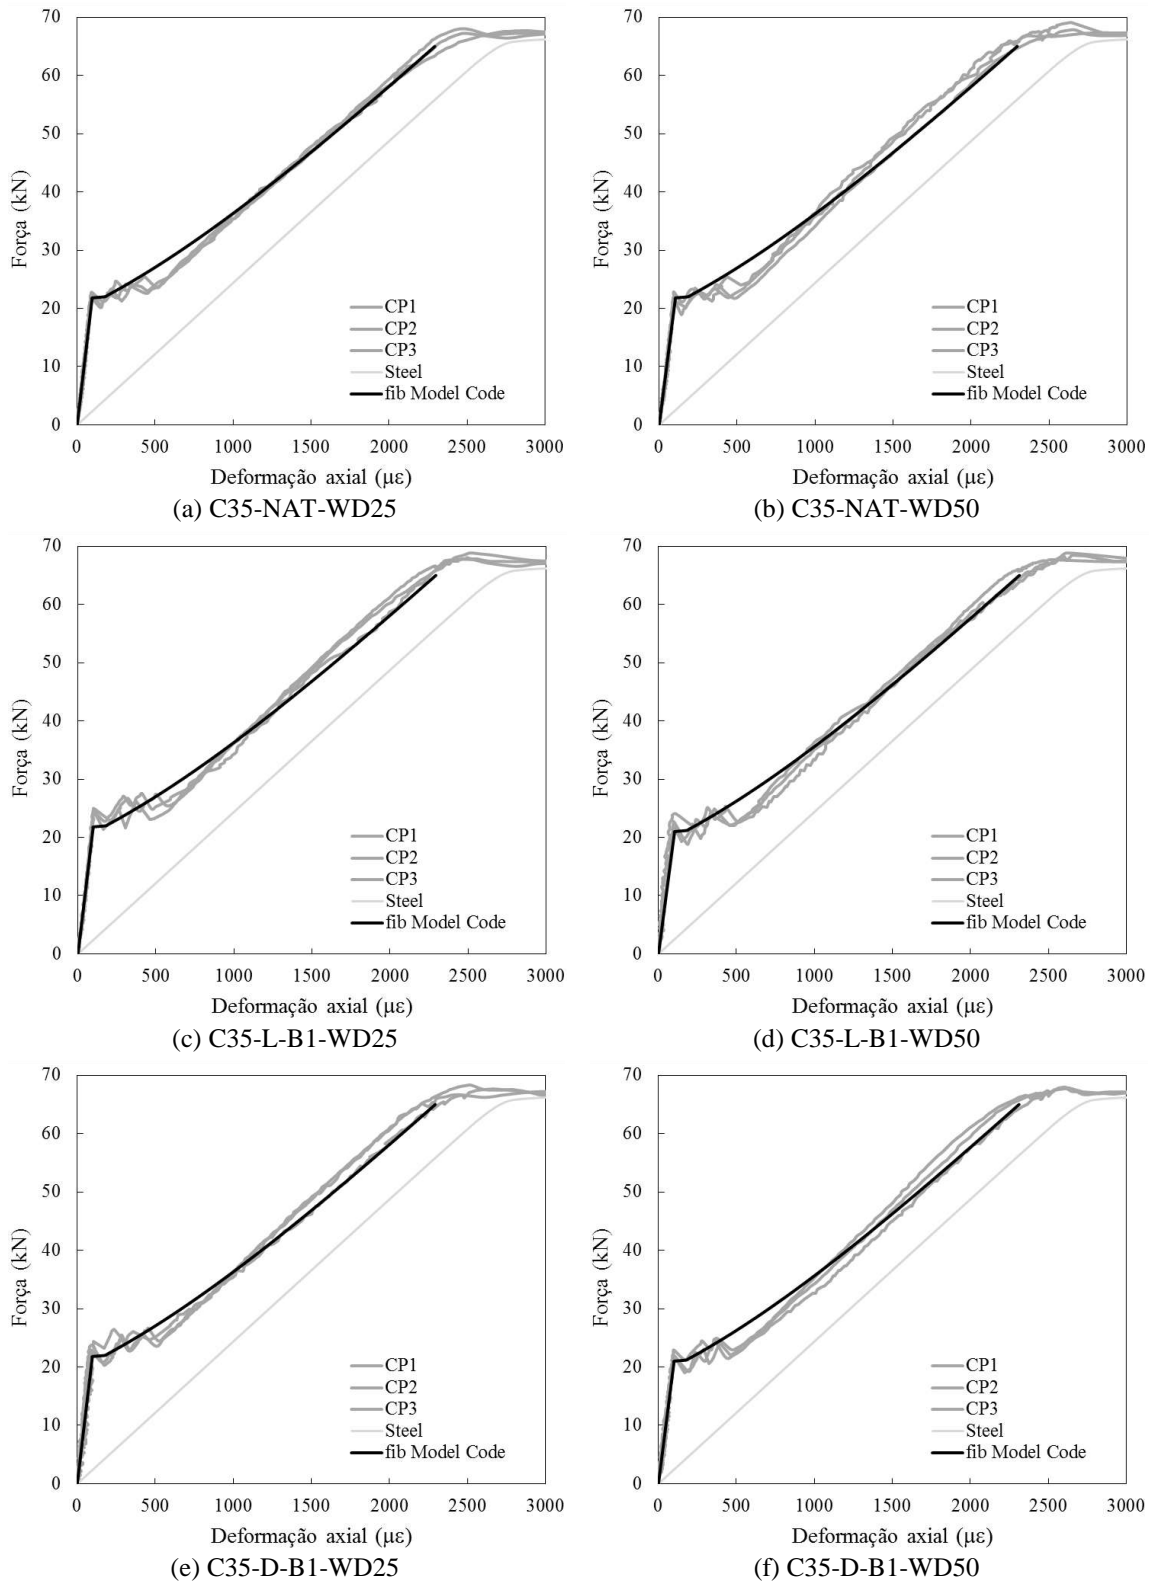 70
60
50
40
30
20
10
0
Força (kN)
CP1
CP2
CP3
Steel
fib Model Code
0 500 1000 1500 2000 2500 3000
Deformação axial (με)
(a) C35-NAT-WD25
70
60
50
40
30
20
10
0
Força (kN)
CP1
CP2
CP3
Steel
fib Model Code
0 500 1000 1500 2000 2500 3000
Deformação axial (με)
(b) C35-NAT-WD50
70
60
50
40
30
20
10
0
Força (kN)
CP1
CP2
CP3
Steel
fib Model Code
0 500 1000 1500 2000 2500 3000
Deformação axial (με)
(c) C35-L-B1-WD25
70
60
50
40
30
20
10
0
Força (kN)
CP1
CP2
CP3
Steel
fib Model Code
0 500 1000 1500 2000 2500 3000
Deformação axial (με)
(d) C35-L-B1-WD50
70
60
50
40
30
20
10
0
Força (kN)
CP1
CP2
CP3
Steel
fib Model Code
0 500 1000 1500 2000 2500 3000
Deformação axial (με)
(e) C35-D-B1-WD25
70
60
50
40
30
20
10
0
Força (kN)
CP1
CP2
CP3
Steel
fib Model Code
0 500 1000 1500 2000 2500 3000
Deformação axial (με)
(f) C35-D-B1-WD50